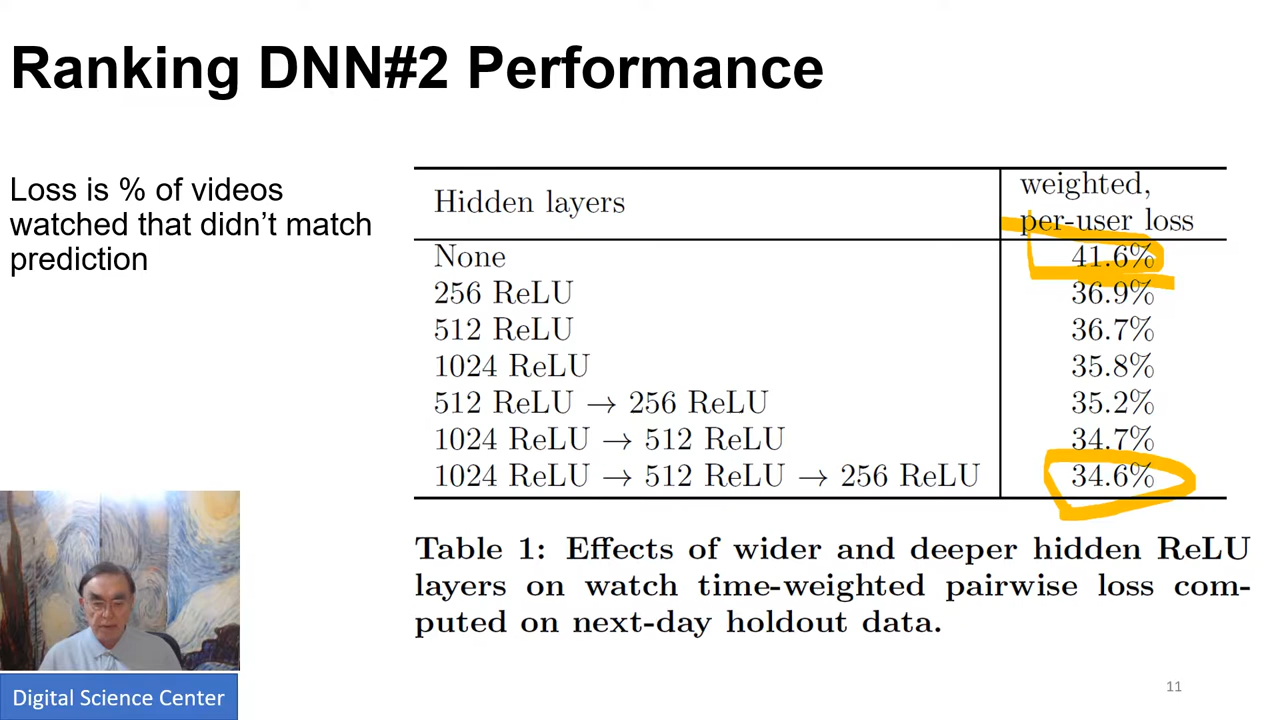 Ranking DNN#2 Performance
Loss is % of videos
watched that didn’t match
prediction
Hidden layers
weighted,
per-user loss
None 41.6%
256 ReLU 36.9%
512 ReLU 36.7%
1024 ReLU 35.8%
512 ReLU → 256 ReLU 35.2%
1024 ReLU → 512 ReLU 34.7%
1024 ReLU → 512 ReLU → 256 ReLU 34.6%
Table 1: Effects of wider and deeper hidden ReLU
layers on watch time-weighted pairwise loss com-
puted on next-day holdout data.
Digital Science Center
11